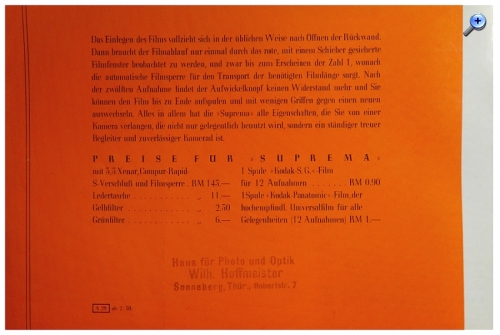 Das Einlegen des Films vollzieht sich in der üblichen Weise nach Öffnen der Rückwand.
Dann braucht der Filmablauf nur einmal durch das rote, mit einem Schieber gesicherte
Filmfenster beobachtet zu werden, und zwar bis zum Erscheinen der Zahl 1, wonach
die automatische Filmsperre für den Transport der benötigten Filmlänge sorgt. Nach
der zwölften Aufnahme findet der Aufwickelknopf keinen Widerstand mehr und Sie
können den Film bis zu Ende aufspulen und mit wenigen Griffen gegen einen neuen
auswechseln. Alles in allem hat die »Suprema« alle Eigenschaften, die Sie von einer
Kamera verlangen, die nicht nur gelegentlich benutzt wird, sondern ein ständiger treuer
Begleiter und zuverlässiger Kamerad ist.
PREISE FÜR »SUPREMA«
mit 3,5 Xenar, Compur-Rapid
S-Verschluß und Filmsperre . RM 145.—
Ledertasche . . . . . . . . . . „ 11.—
Gelbfilter . . . . . . . . . . „ 2.50
Grünfilter . . . . . . . . . . „ 6.—
1 Spule »Kodak S.G.«-Film
für 12 Aufnahmen . . . . . . . RM 0.90
1 Spule »Kodak-Panatomic«-Film, der
hochempfindl. Universalfilm für alle
Gelegenheiten (12 Aufnahmen) RM 1.—
Haus für Photo und Optik
Wilh. Hoffmeister
Sonneberg, Thür.,